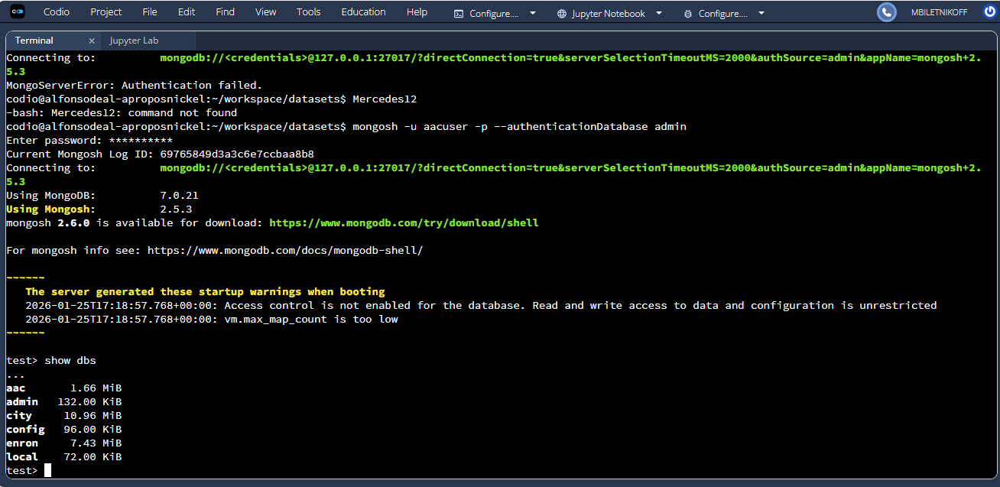 Codio Project File Edit Find View Tools Education Help Configure.... Jupyter Notebook Configure.... MBILETNIKOFF
Terminal × Jupyter Lab
Connecting to: mongodb://<credentials>@127.0.0.1:27017/?directConnection=true&serverSelectionTimeoutMS=2000&authSource=admin&appName=mongosh+2.
5.3
MongoServerError: Authentication failed.
codio@alfonsodeal-aproposnickel:~/workspace/datasets$ Mercedes12
-bash: Mercedes12: command not found
codio@alfonsodeal-aproposnickel:~/workspace/datasets$ mongosh -u aacuser -p --authenticationDatabase admin
Enter password: **********
Current Mongosh Log ID: 69765849d3a3c6e7ccbaa8b8
Connecting to: mongodb://<credentials>@127.0.0.1:27017/?directConnection=true&serverSelectionTimeoutMS=2000&authSource=admin&appName=mongosh+2.
5.3
Using MongoDB: 7.0.21
Using Mongosh: 2.5.3
mongosh 2.6.0 is available for download: https://www.mongodb.com/try/download/shell
For mongosh info see: https://www.mongodb.com/docs/mongodb-shell/
------
The server generated these startup warnings when booting
2026-01-25T17:18:57.768+00:00: Access control is not enabled for the database. Read and write access to data and configuration is unrestricted
2026-01-25T17:18:57.768+00:00: vm.max_map_count is too low
------
test> show dbs
...
aac 1.66 MiB
admin 132.00 KiB
city 10.96 MiB
config 96.00 KiB
enron 7.43 MiB
local 72.00 KiB
test>